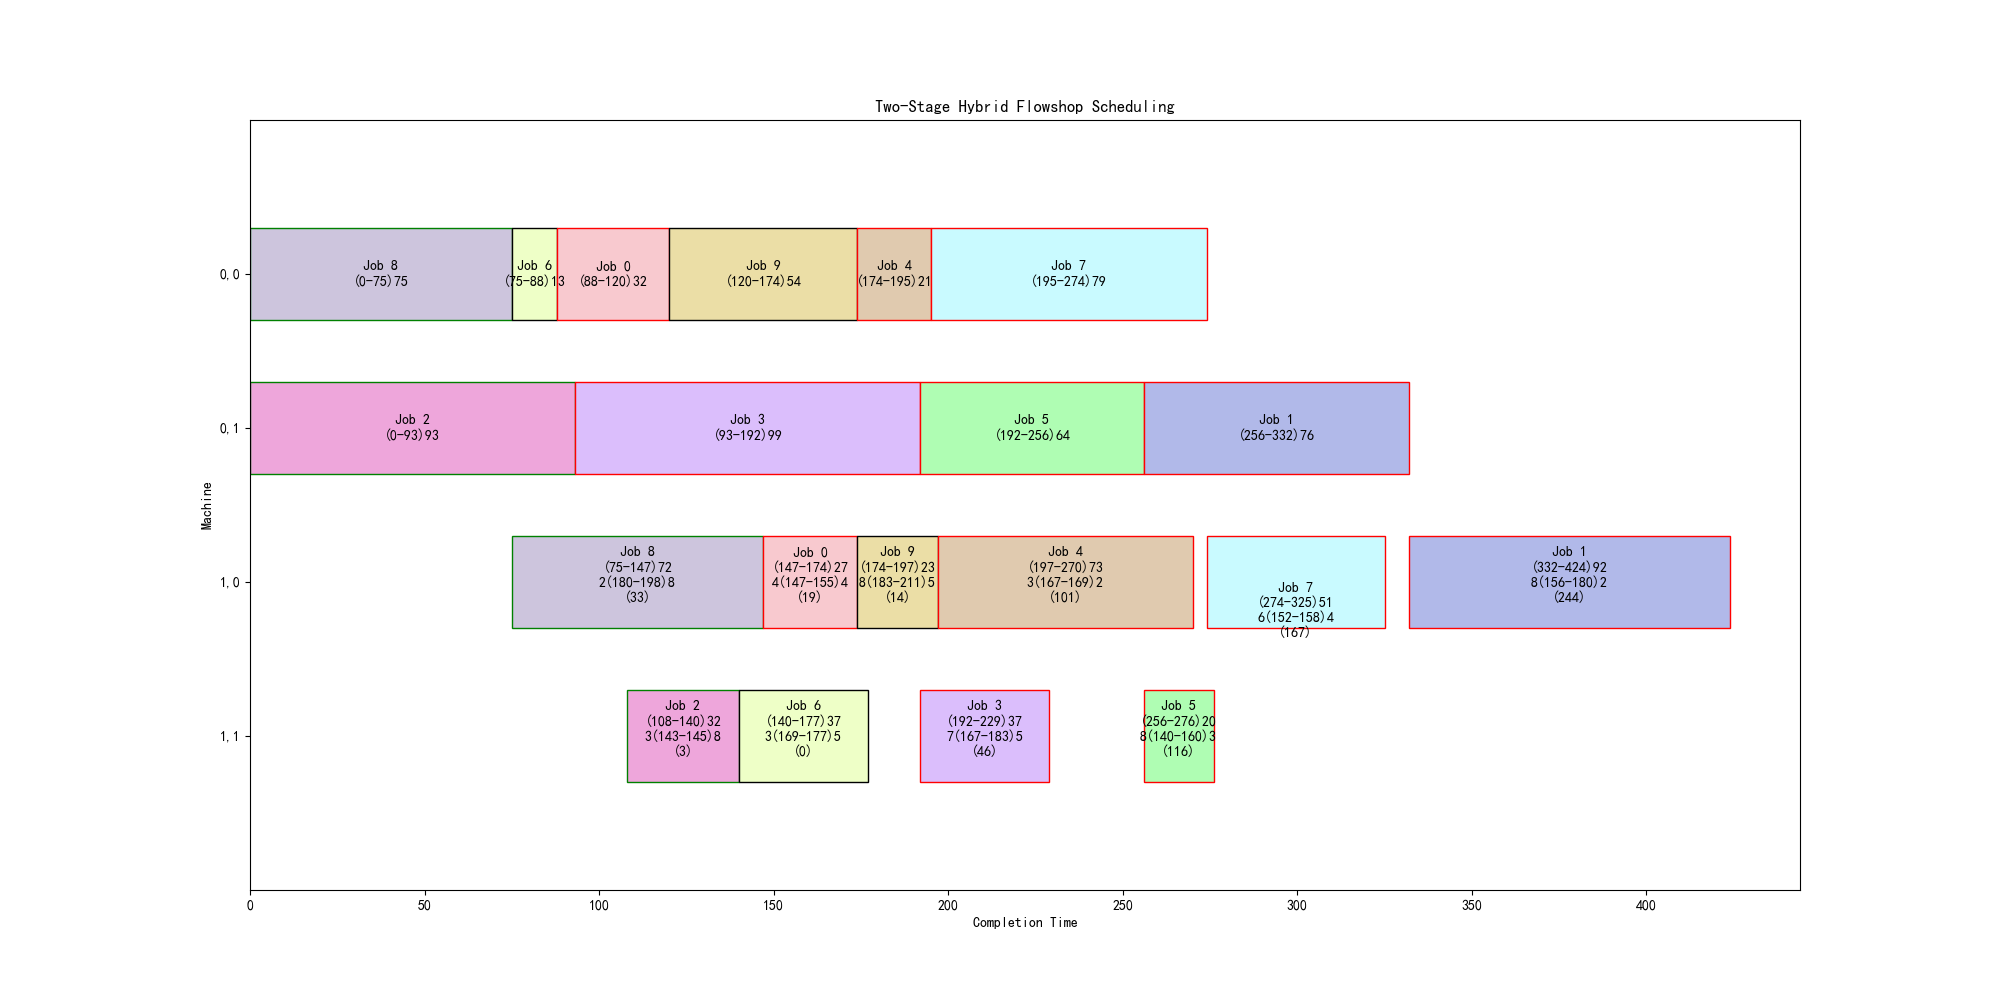 Two-Stage Hybrid Flowshop Scheduling
Machine
0,0
Job 8
(0-75)75
Job 6
(75-88)13
Job 0
(88-120)32
Job 9
(120-174)54
Job 4
(174-195)21
Job 7
(195-274)79
0,1
Job 2
(0-93)93
Job 3
(93-192)99
Job 5
(192-256)64
Job 1
(256-332)76
1,0
Job 8
(75-147)72
2(180-198)8
(33)
Job 0
(147-174)27
4(147-155)4
(19)
Job 9
(174-197)23
8(183-211)5
(14)
Job 4
(197-270)73
3(167-169)2
(101)
Job 7
(274-325)51
6(152-158)4
(167)
Job 1
(332-424)92
8(156-180)2
(244)
1,1
Job 2
(108-140)32
3(143-145)8
(3)
Job 6
(140-177)37
3(169-177)5
(0)
Job 3
(192-229)37
7(167-183)5
(46)
Job 5
(256-276)20
8(140-160)3
(116)
0 50 100 150 200 250 300 350 400
Completion Time